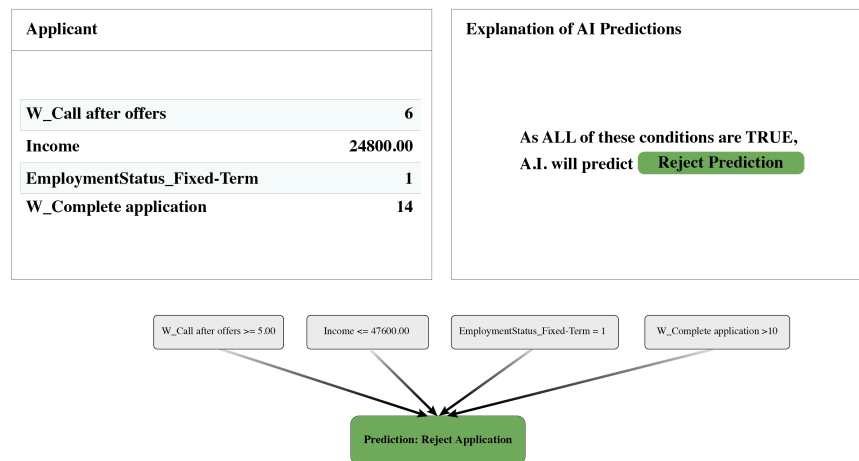 Applicant
W_Call after offers 6
Income 24800.00
EmploymentStatus_Fixed-Term 1
W_Complete application 14
Explanation of AI Predictions
As ALL of these conditions are TRUE,
A.I. will predict Reject Prediction
W_Call after offers >= 5.00
Income <= 47600.00
EmploymentStatus_Fixed-Term = 1
W_Complete application >10
Prediction: Reject Application